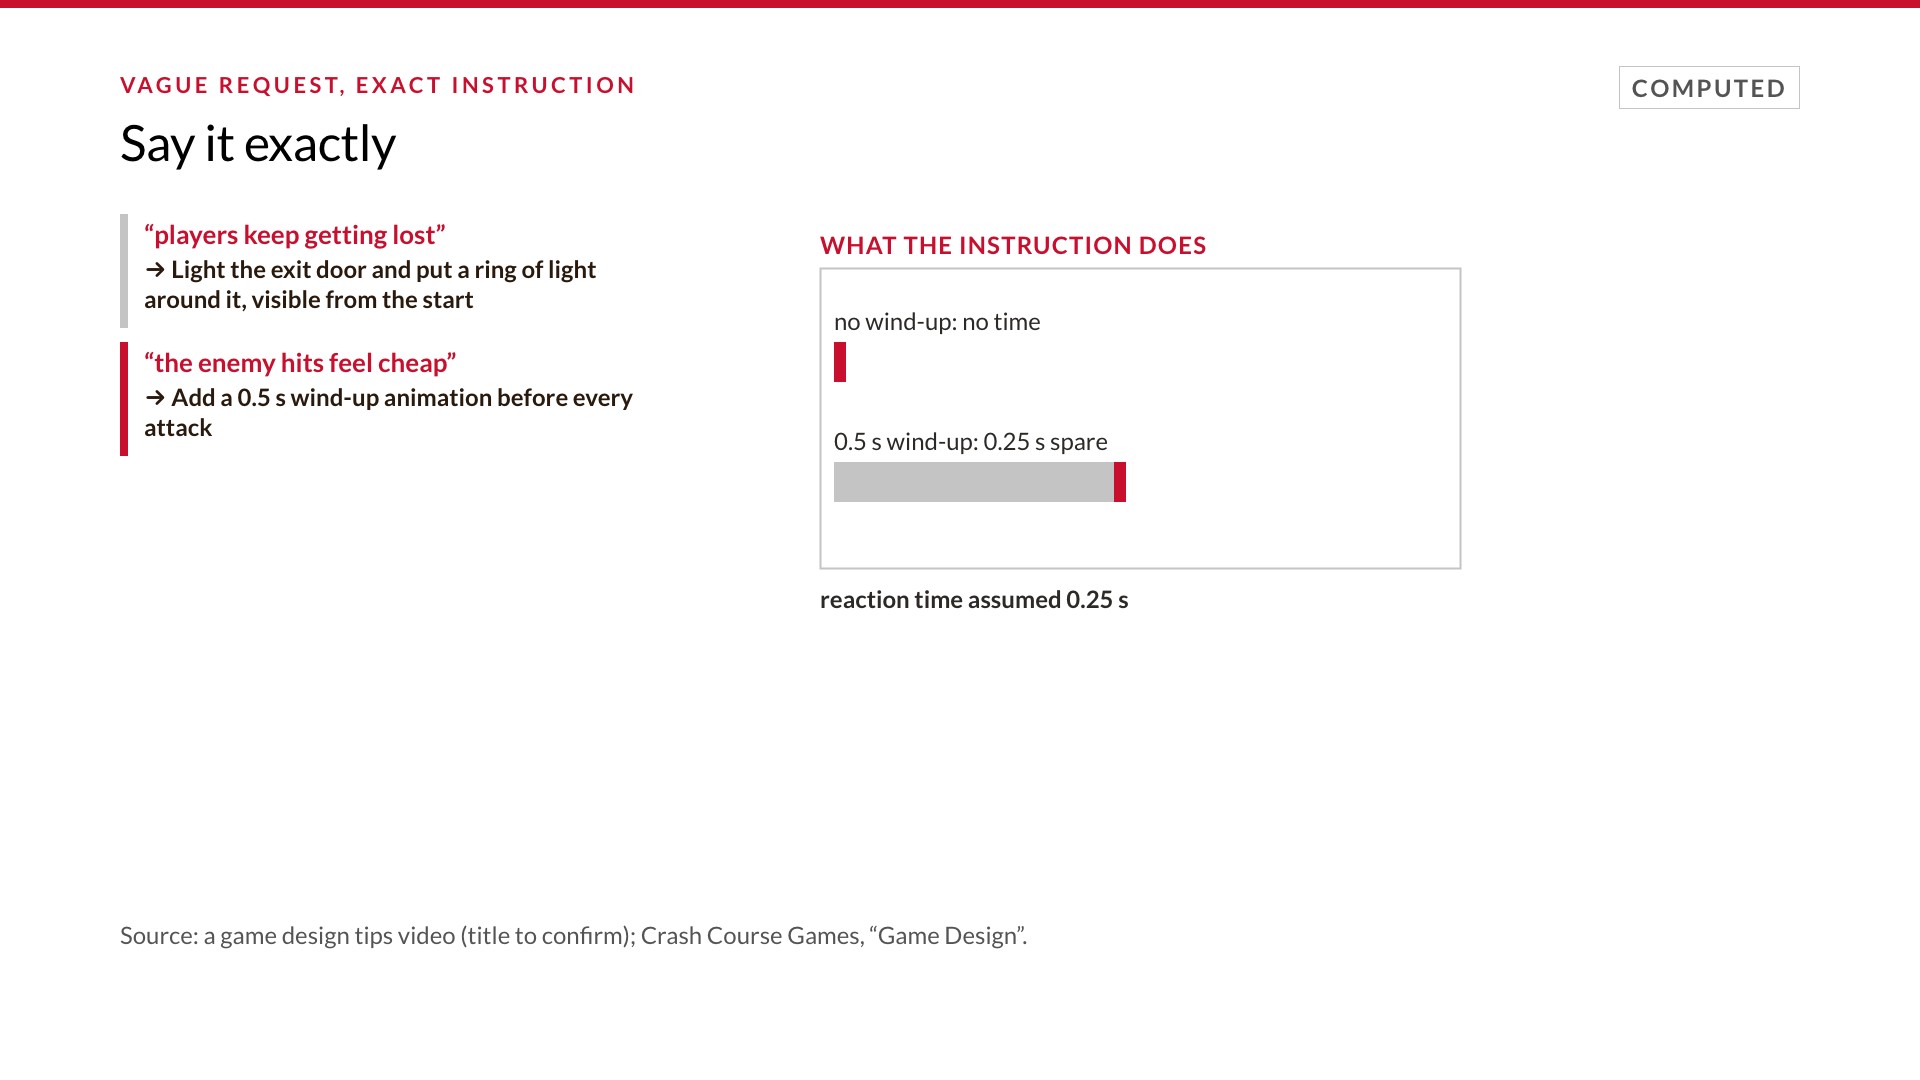 VAGUE REQUEST, EXACT INSTRUCTION
COMPUTED
Say it exactly
“players keep getting lost”
→ Light the exit door and put a ring of light
around it, visible from the start
“the enemy hits feel cheap”
→ Add a 0.5 s wind-up animation before every
attack
WHAT THE INSTRUCTION DOES
no wind-up: no time
0.5 s wind-up: 0.25 s spare
reaction time assumed 0.25 s
Source: a game design tips video (title to confirm); Crash Course Games, “Game Design”.